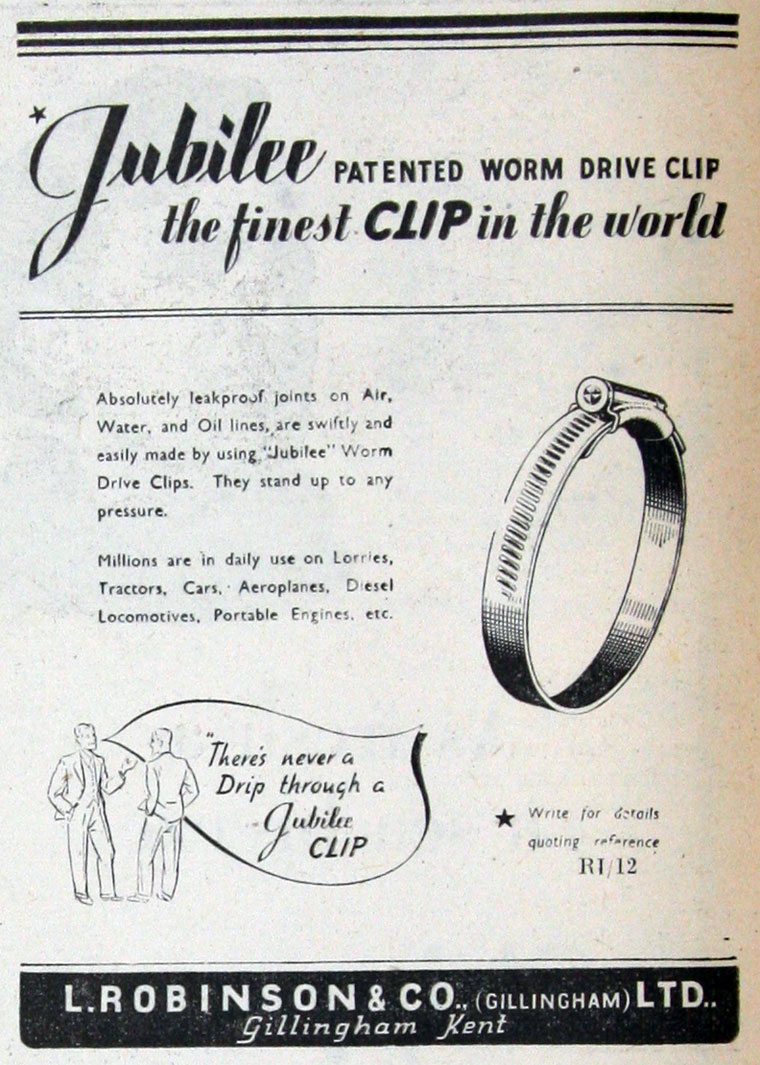 ★Jubilee PATENTED WORM DRIVE CLIP
the finest CLIP in the world
Absolutely leakproof joints on Air,
Water, and Oil lines, are swiftly and
easily made by using "Jubilee" Worm
Drive Clips. They stand up to any
pressure.
Millions are in daily use on Lorries,
Tractors, Cars, Aeroplanes, Diesel
Locomotives, Portable Engines, etc.
"There's never a
Drip through a
Jubilee
CLIP
★ Write for details
quoting reference
RI/12
L. ROBINSON & CO., (GILLINGHAM) LTD.,
Gillingham Kent